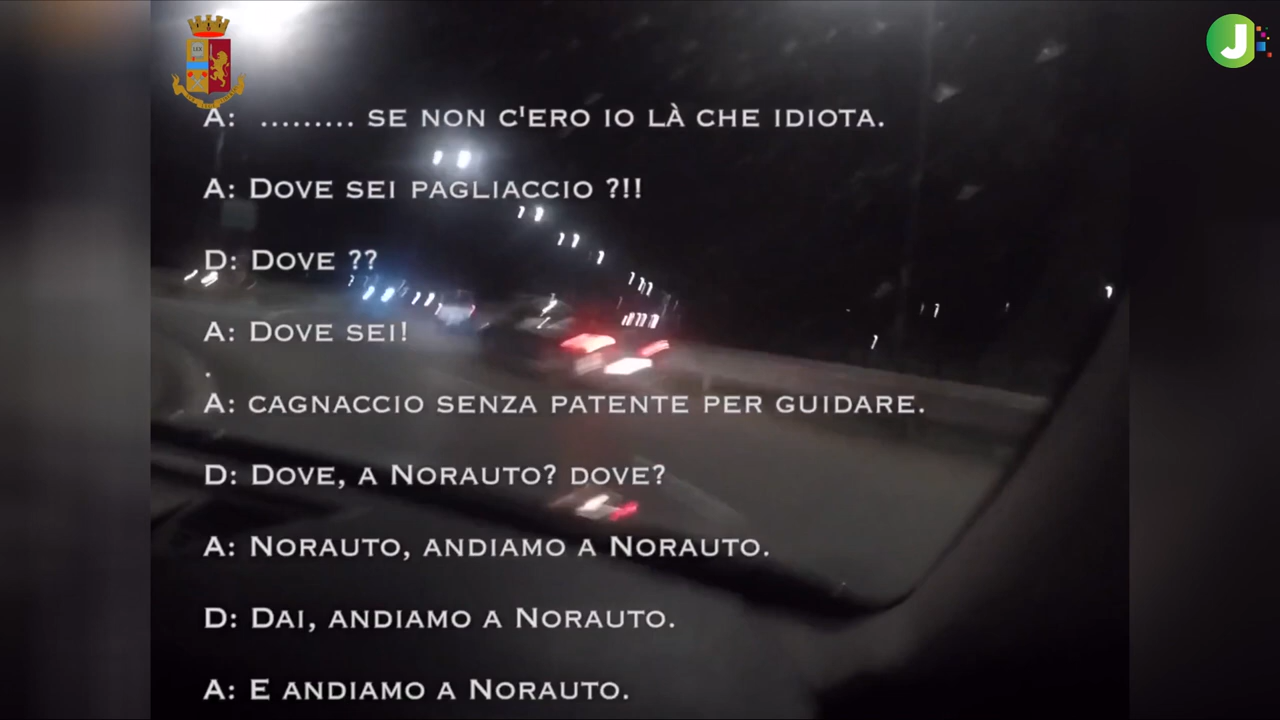 J
A: ......... SE NON C'ERO IO LÀ CHE IDIOTA.
A: DOVE SEI PAGLIACCIO ?!!
D: DOVE ??
A: DOVE SEI!
.
A: CAGNACCIO SENZA PATENTE PER GUIDARE.
D: DOVE, A NORAUTO? DOVE?
A: NORAUTO, ANDIAMO A NORAUTO.
D: DAI, ANDIAMO A NORAUTO.
A: E ANDIAMO A NORAUTO.